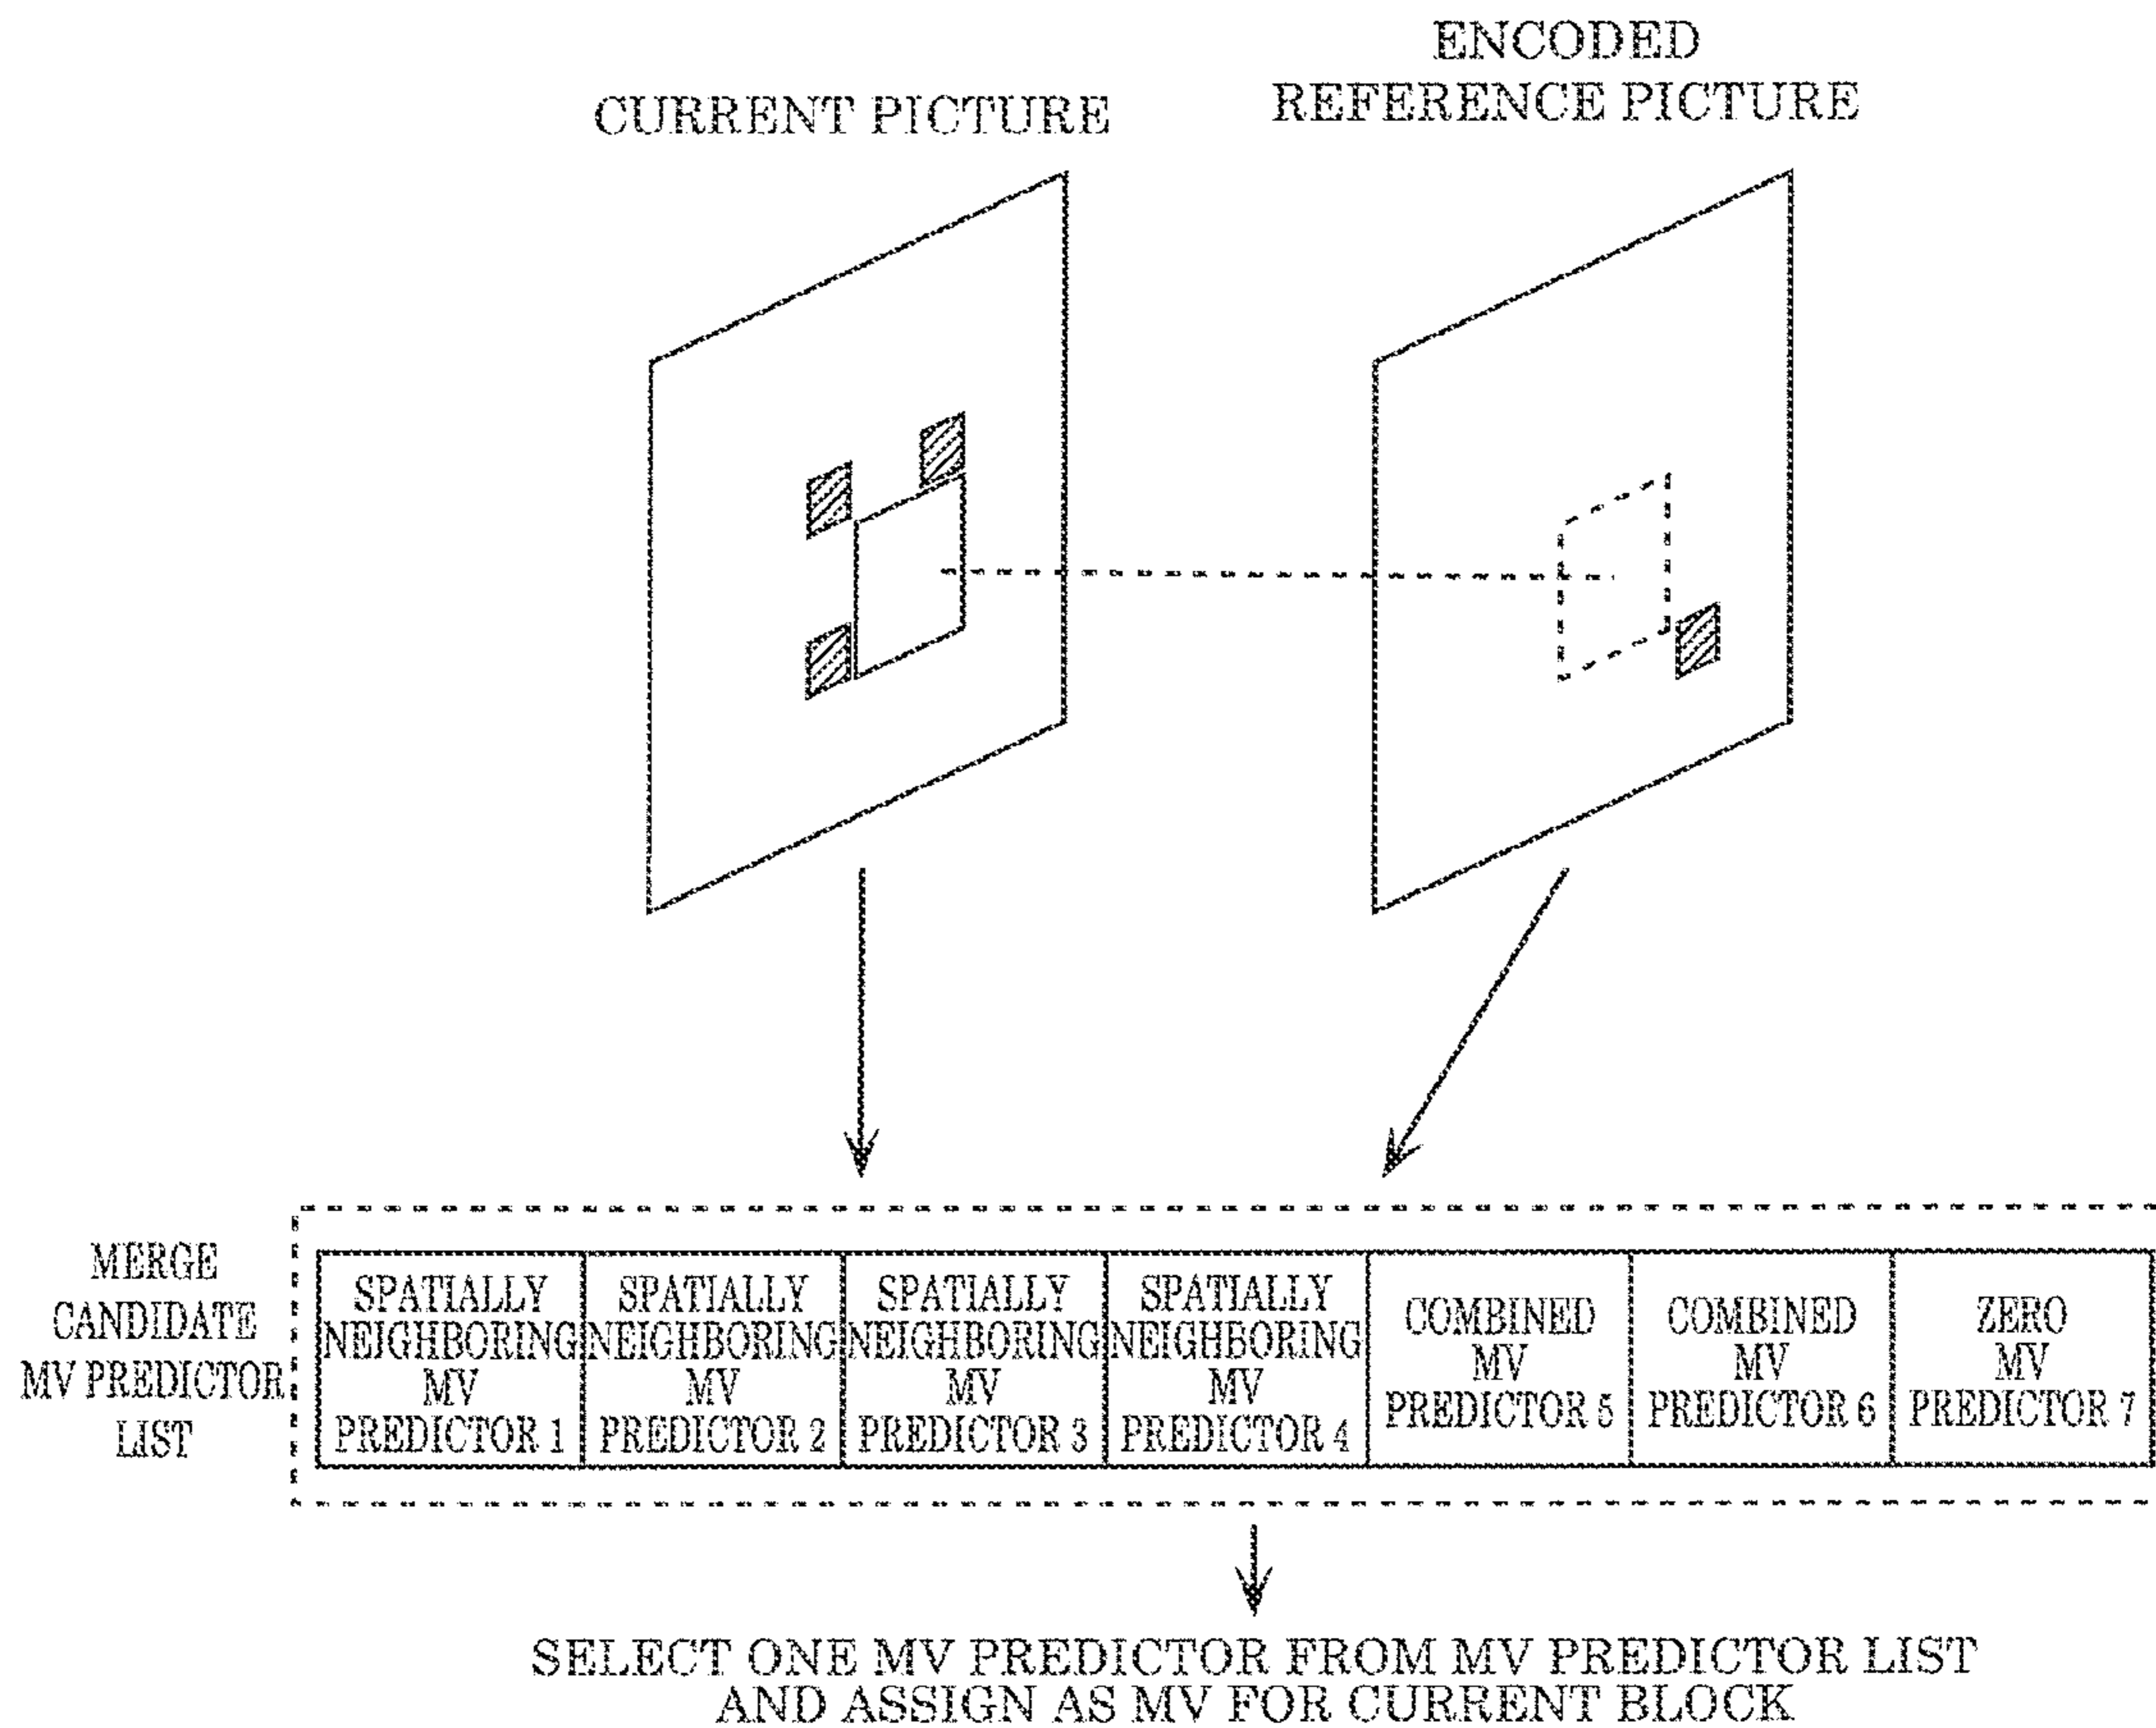 ENCODED
REFERENCE PICTURE
CURRENT PICTURE
MERGE
CANDIDATE
MV PREDICTOR
LIST
SPATIALLY
NEIGHBORING
MV
PREDICTOR 1
SPATIALLY
NEIGHBORING
MV
PREDICTOR 2
SPATIALLY
NEIGHBORING
MV
PREDICTOR 3
SPATIALLY
NEIGHBORING
MV
PREDICTOR 4
COMBINED
MV
PREDICTOR 5
COMBINED
MV
PREDICTOR 6
ZERO
MV
PREDICTOR 7
SELECT ONE MV PREDICTOR FROM MV PREDICTOR LIST
AND ASSIGN AS MV FOR CURRENT BLOCK